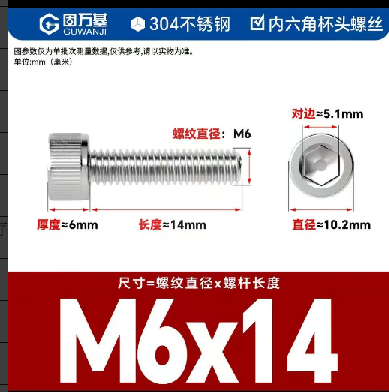 固万基
GUWANJI
304不锈钢
内六角杯头螺丝
图参数仅为单批次测量数据,仅供参考,请以实物为准。
单位:mm（毫米）
对边≈5.1mm
螺纹直径：M6
厚度≈6mm
长度≈14mm
直径≈10.2mm
尺寸=螺纹直径x螺杆长度
M6x14